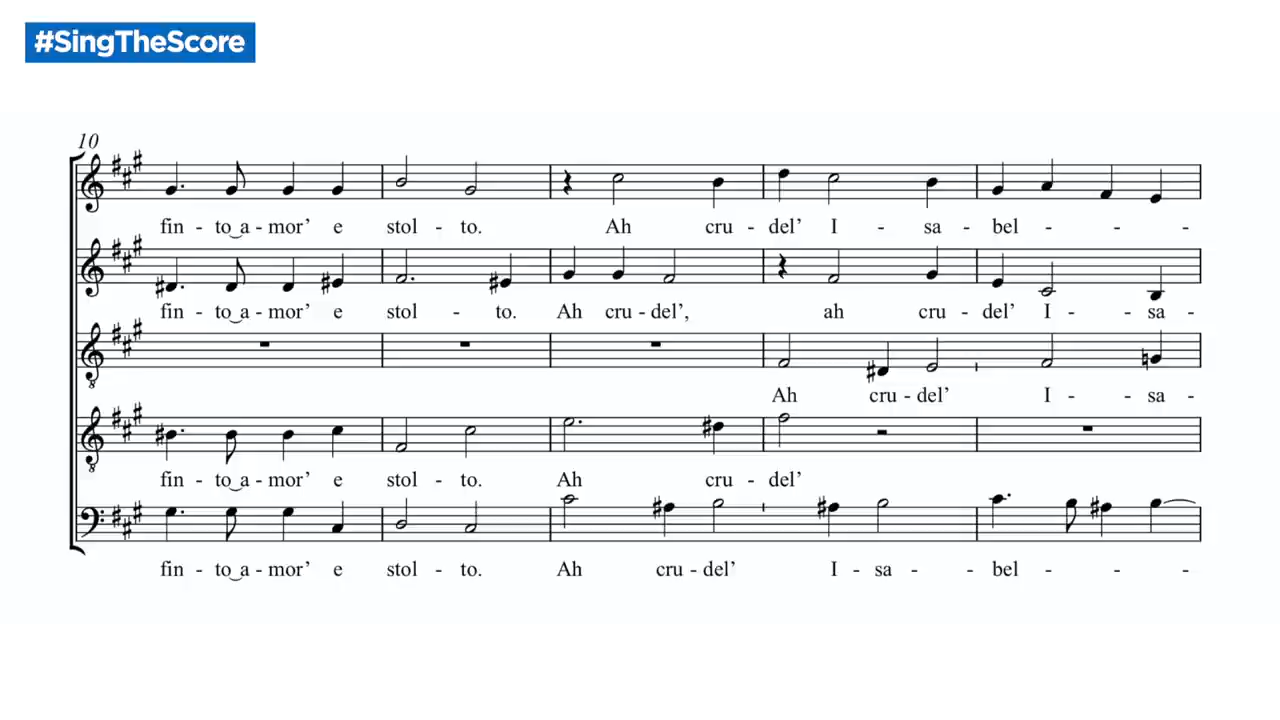 #SingTheScore
10
fin - to‿a - mor’ e stol - to. Ah cru - del’ I - sa - bel - - -
fin - to‿a - mor’ e stol - to. Ah cru - del’, ah cru - del’ I - sa -
Ah cru - del’ I - sa -
fin - to‿a - mor’ e stol - to. Ah cru - del’
fin - to‿a - mor’ e stol - to. Ah cru - del’ I - sa - - bel - - -